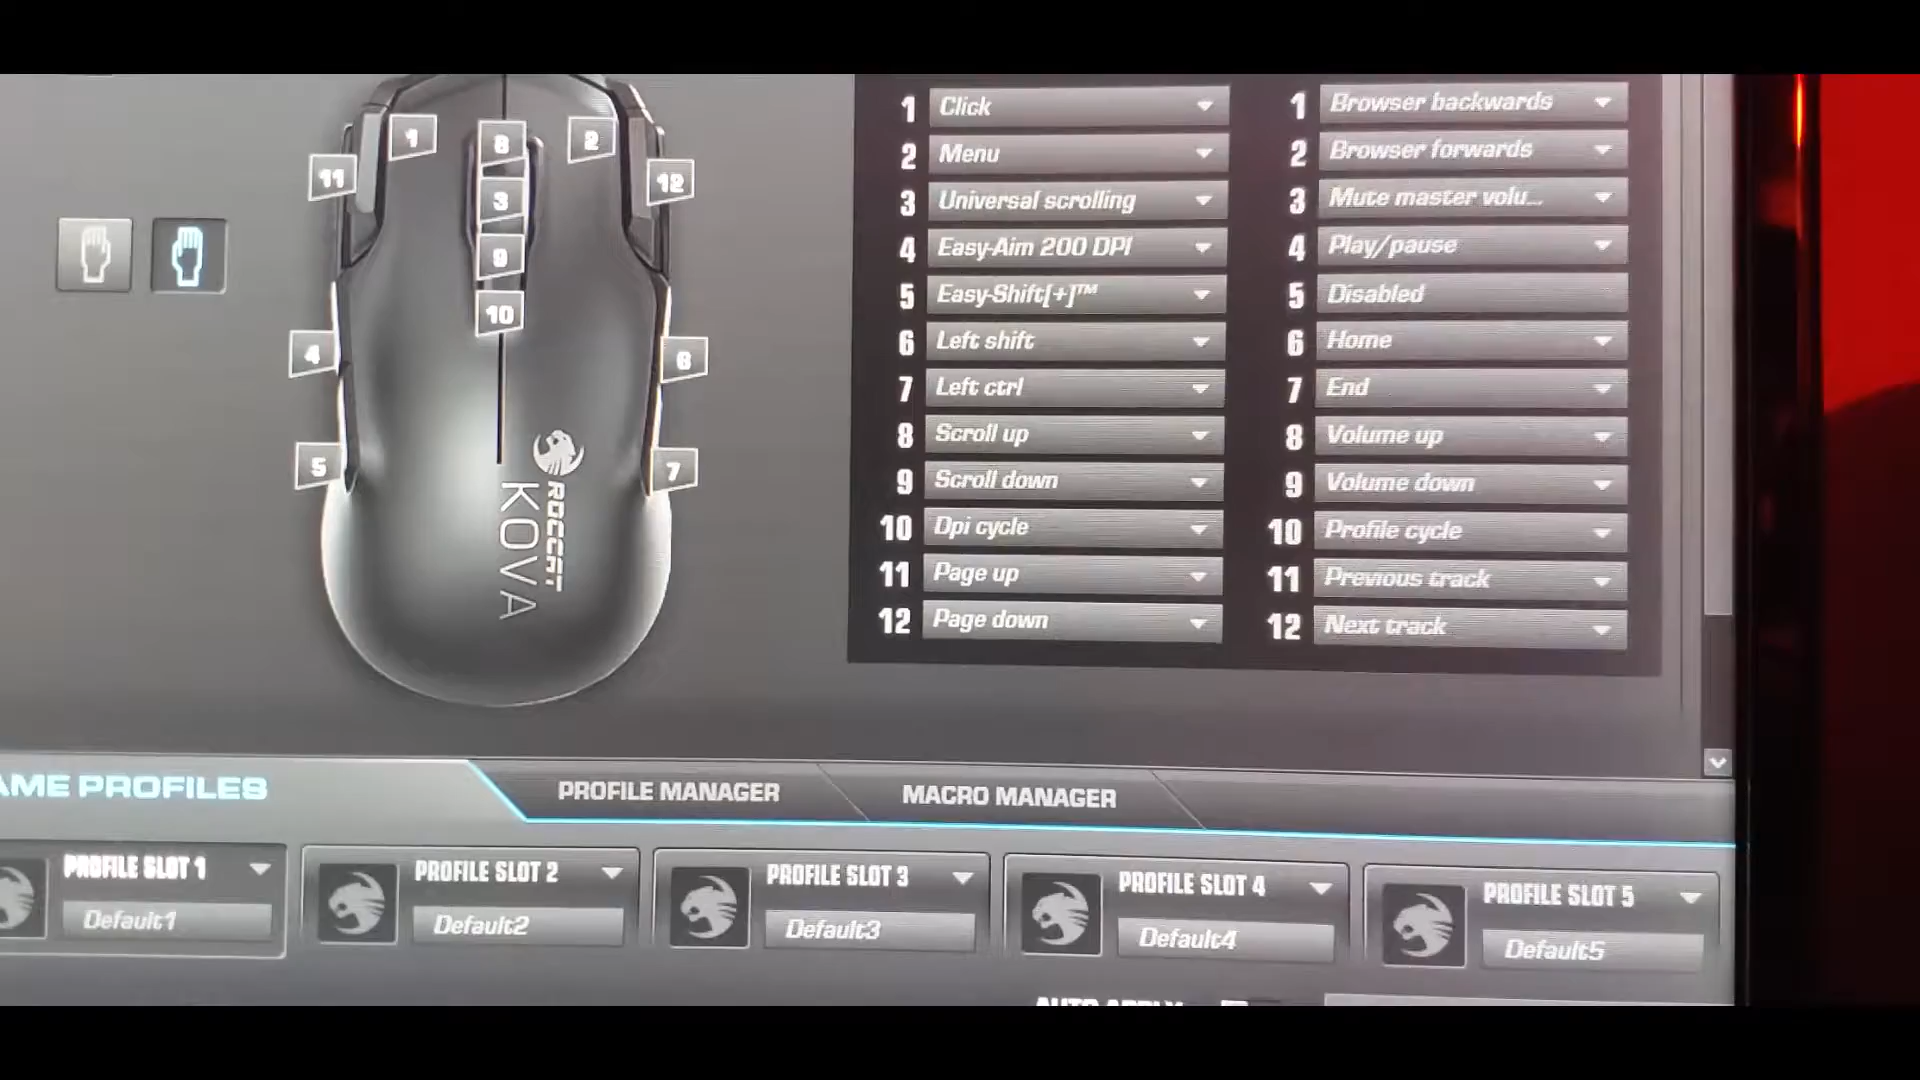 1 Click
2 Menu
3 Universal scrolling
4 Easy-Aim 200 DPI
5 Easy-Shift[+]™
6 Left shift
7 Left ctrl
8 Scroll up
9 Scroll down
10 Dpi cycle
11 Page up
12 Page down
1 Browser backwards
2 Browser forwards
3 Mute master volu...
4 Play/pause
5 Disabled
6 Home
7 End
8 Volume up
9 Volume down
10 Profile cycle
11 Previous track
12 Next track
1
8
2
11
3
12
9
10
4
6
5
7
ROCCAT
KOVA
AME PROFILES
PROFILE MANAGER
MACRO MANAGER
PROFILE SLOT 1
Default1
PROFILE SLOT 2
Default2
PROFILE SLOT 3
Default3
PROFILE SLOT 4
Default4
PROFILE SLOT 5
Default5
AUTO APPLY